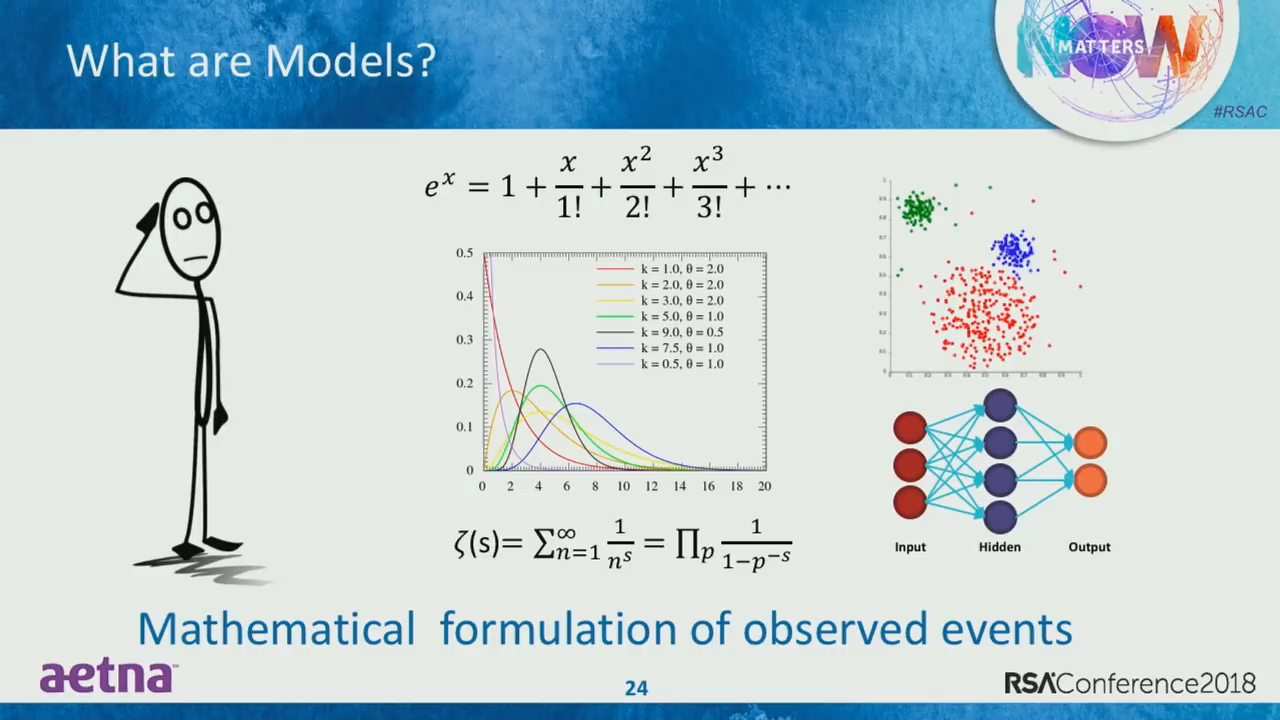 What are Models?
NOW
MATTERS
#RSAC
e^x = 1 + x/1! + x^2/2! + x^3/3! + ⋯
0.5
0.4
0.3
0.2
0.1
0
k = 1.0, θ = 2.0
k = 2.0, θ = 2.0
k = 3.0, θ = 2.0
k = 5.0, θ = 1.0
k = 9.0, θ = 0.5
k = 7.5, θ = 1.0
k = 0.5, θ = 1.0
0 2 4 6 8 10 12 14 16 18 20
ζ(s)= ∑_{n=1}^{∞} 1/n^s = ∏_p 1/(1−p^{−s})
Input Hidden Output
Mathematical formulation of observed events
aetna™
24
RSAConference2018